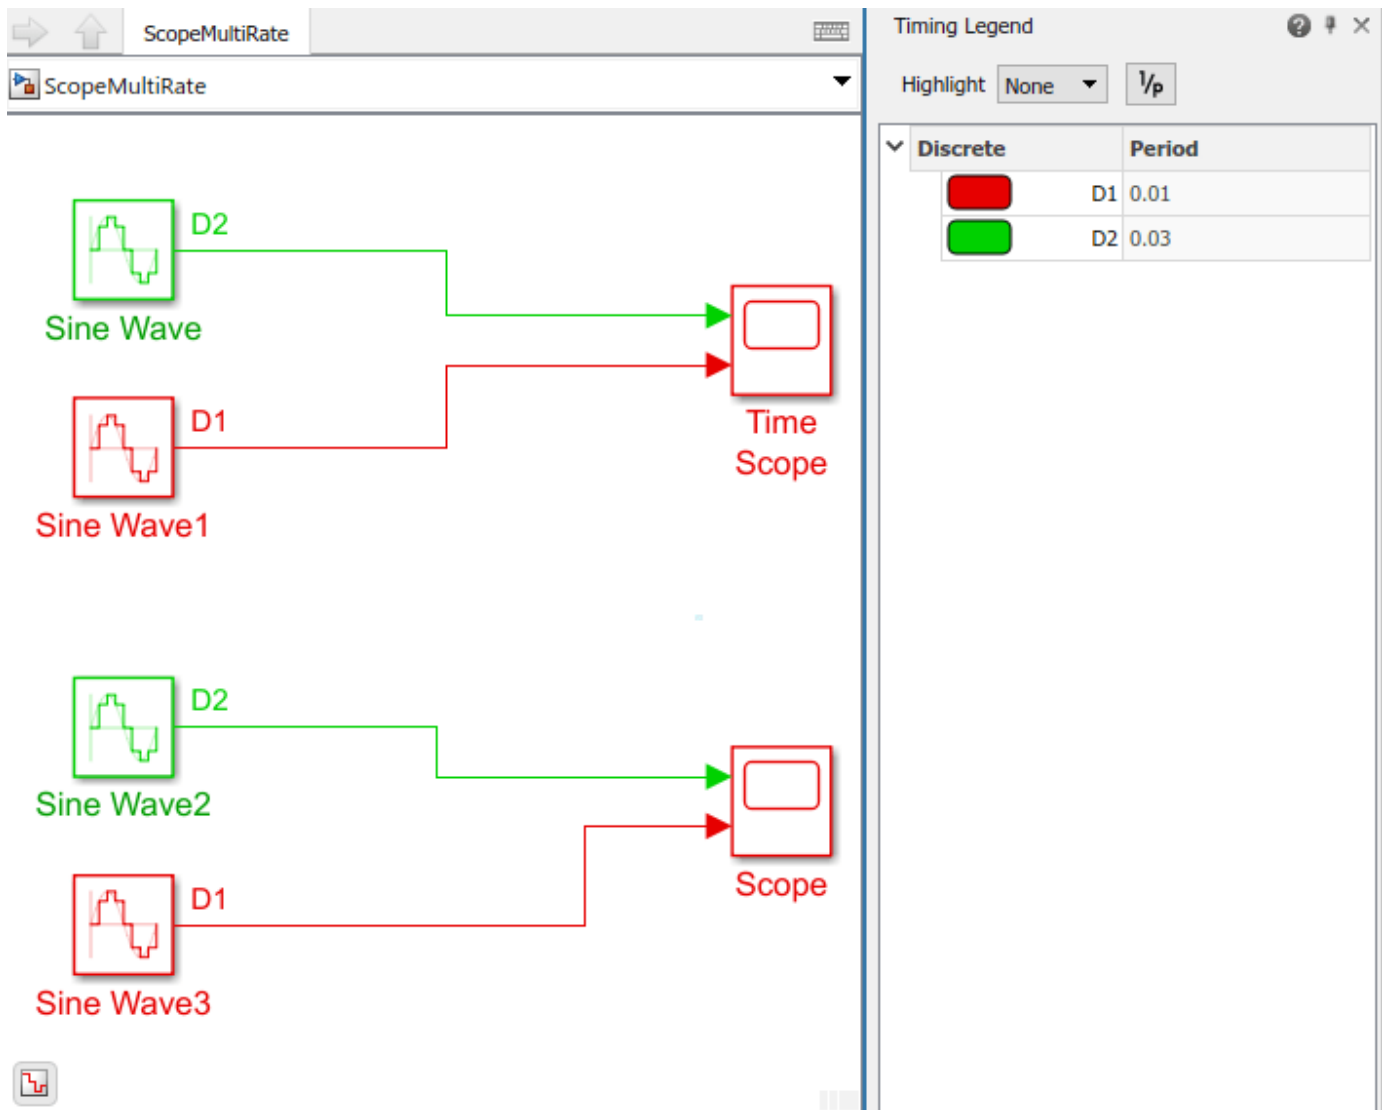 ScopeMultiRate
ScopeMultiRate
D2
Sine Wave
D1
Sine Wave1
Time
Scope
D2
Sine Wave2
D1
Sine Wave3
Scope
Timing Legend
Highlight None 1/p
Discrete Period
D1 0.01
D2 0.03